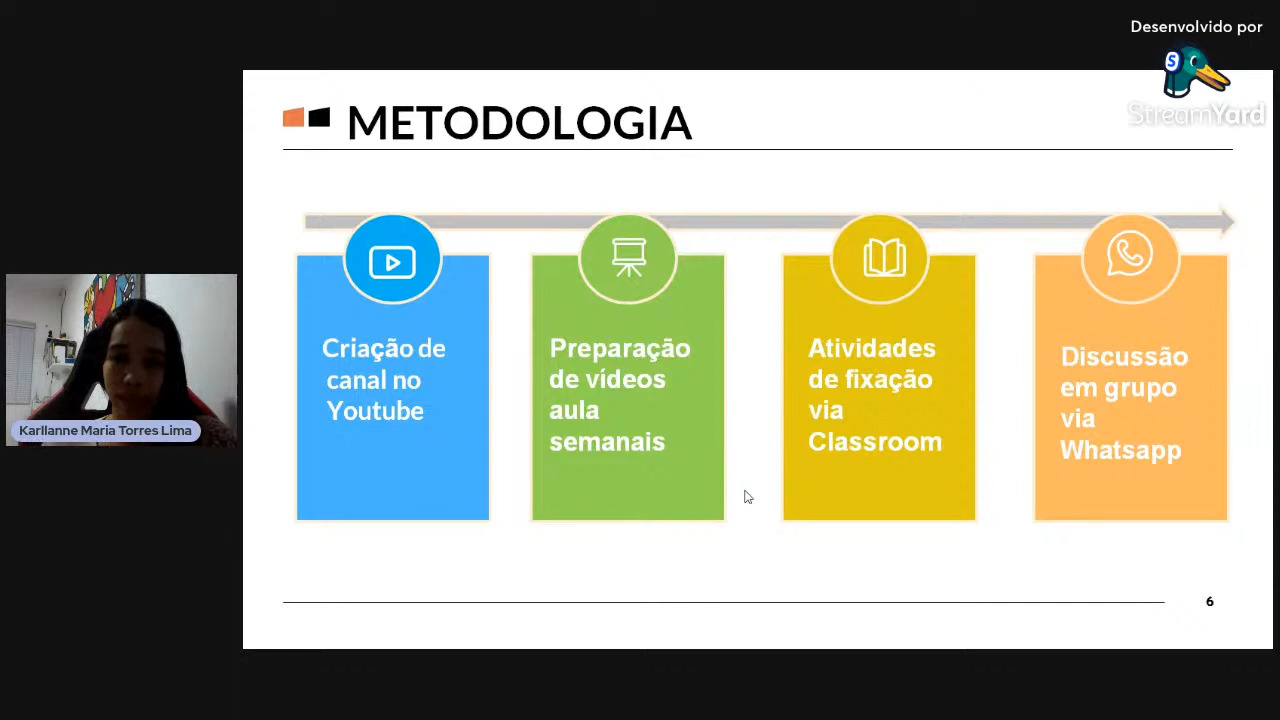 Desenvolvido por
StreamYard
METODOLOGIA
Criação de
canal no
Youtube
Preparação
de vídeos
aula
semanais
Atividades
de fixação
via
Classroom
Discussão
em grupo
via
Whatsapp
Karllanne Maria Torres Lima
6